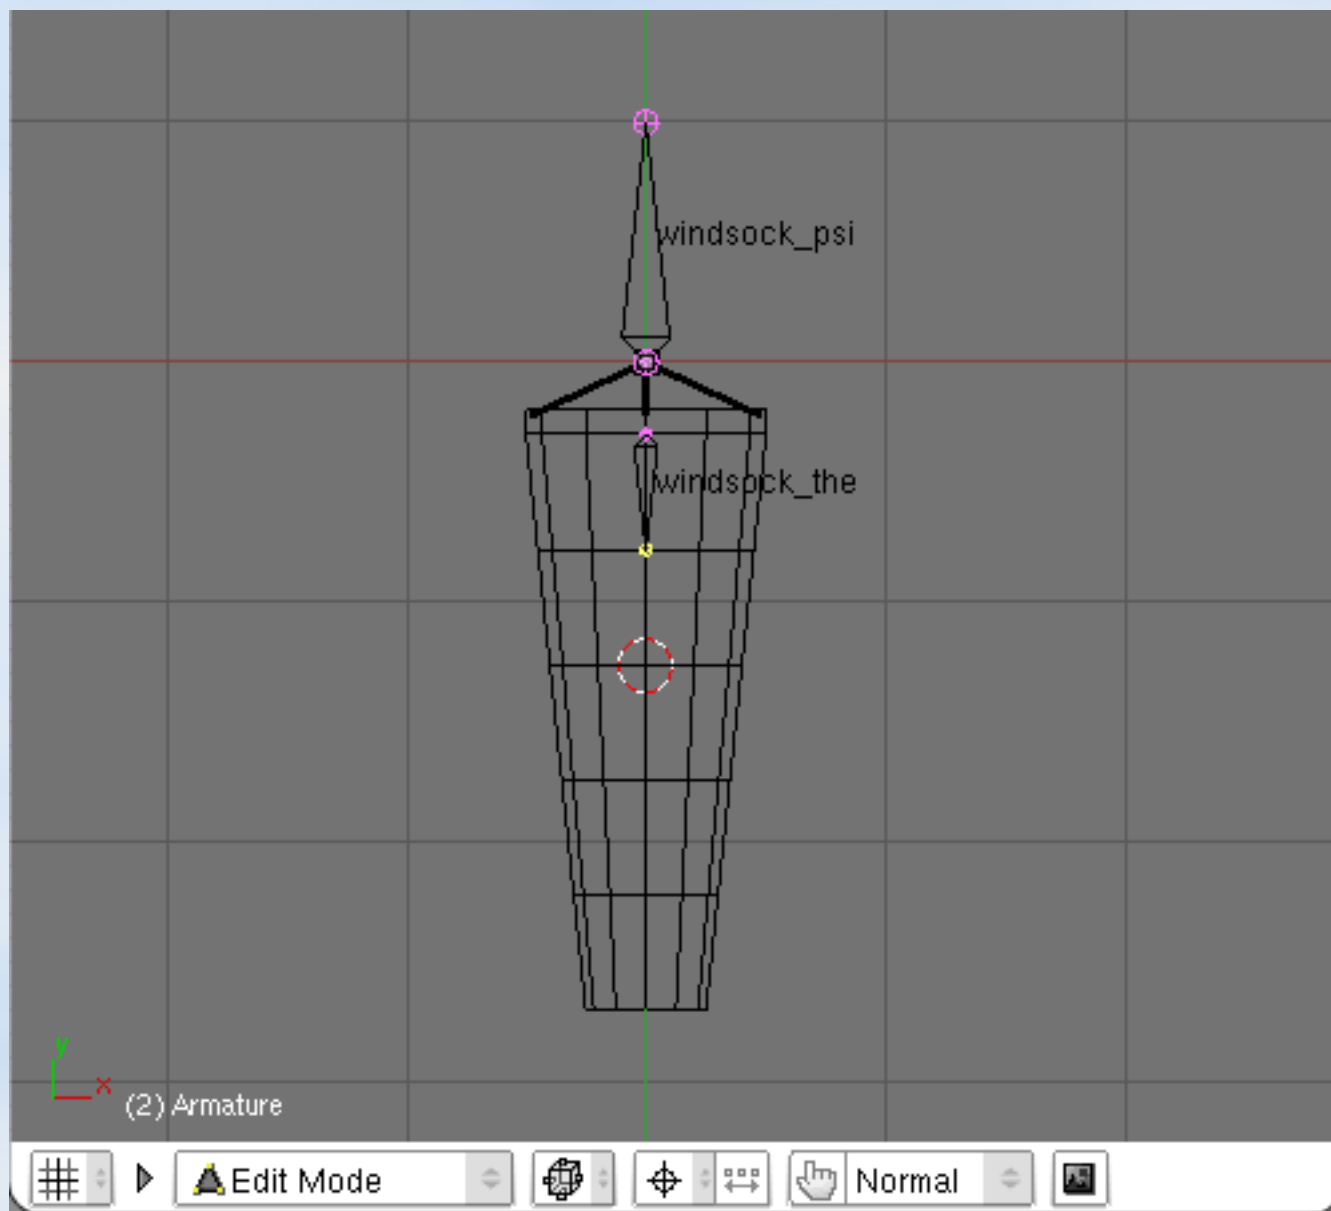 windsock_psi
windsock_the
y
x
(2) Armature
Edit Mode
Normal